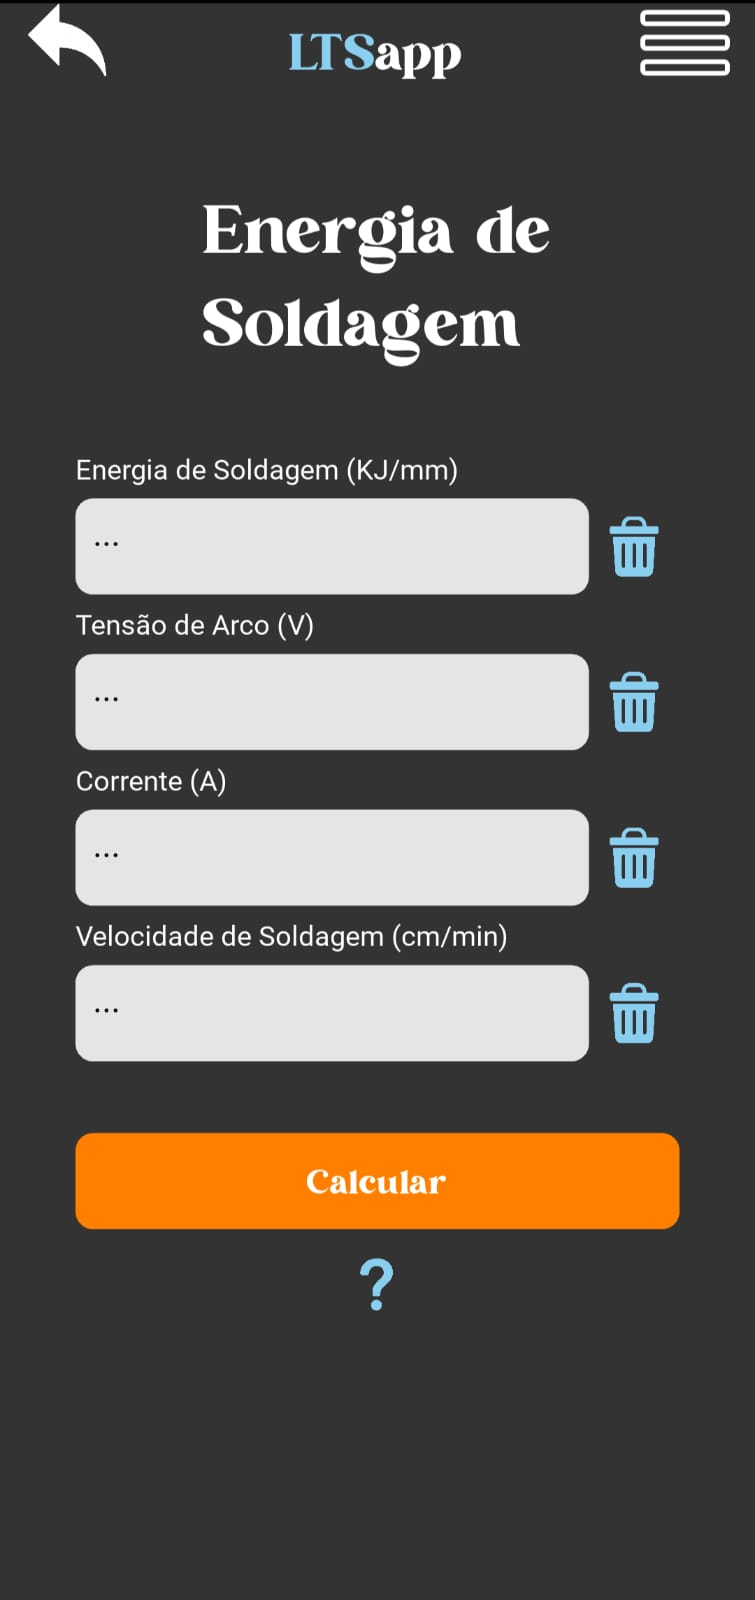 LTSapp
Energia de
Soldagem
Energia de Soldagem (KJ/mm)
...
Tensão de Arco (V)
...
Corrente (A)
...
Velocidade de Soldagem (cm/min)
...
Calcular
?